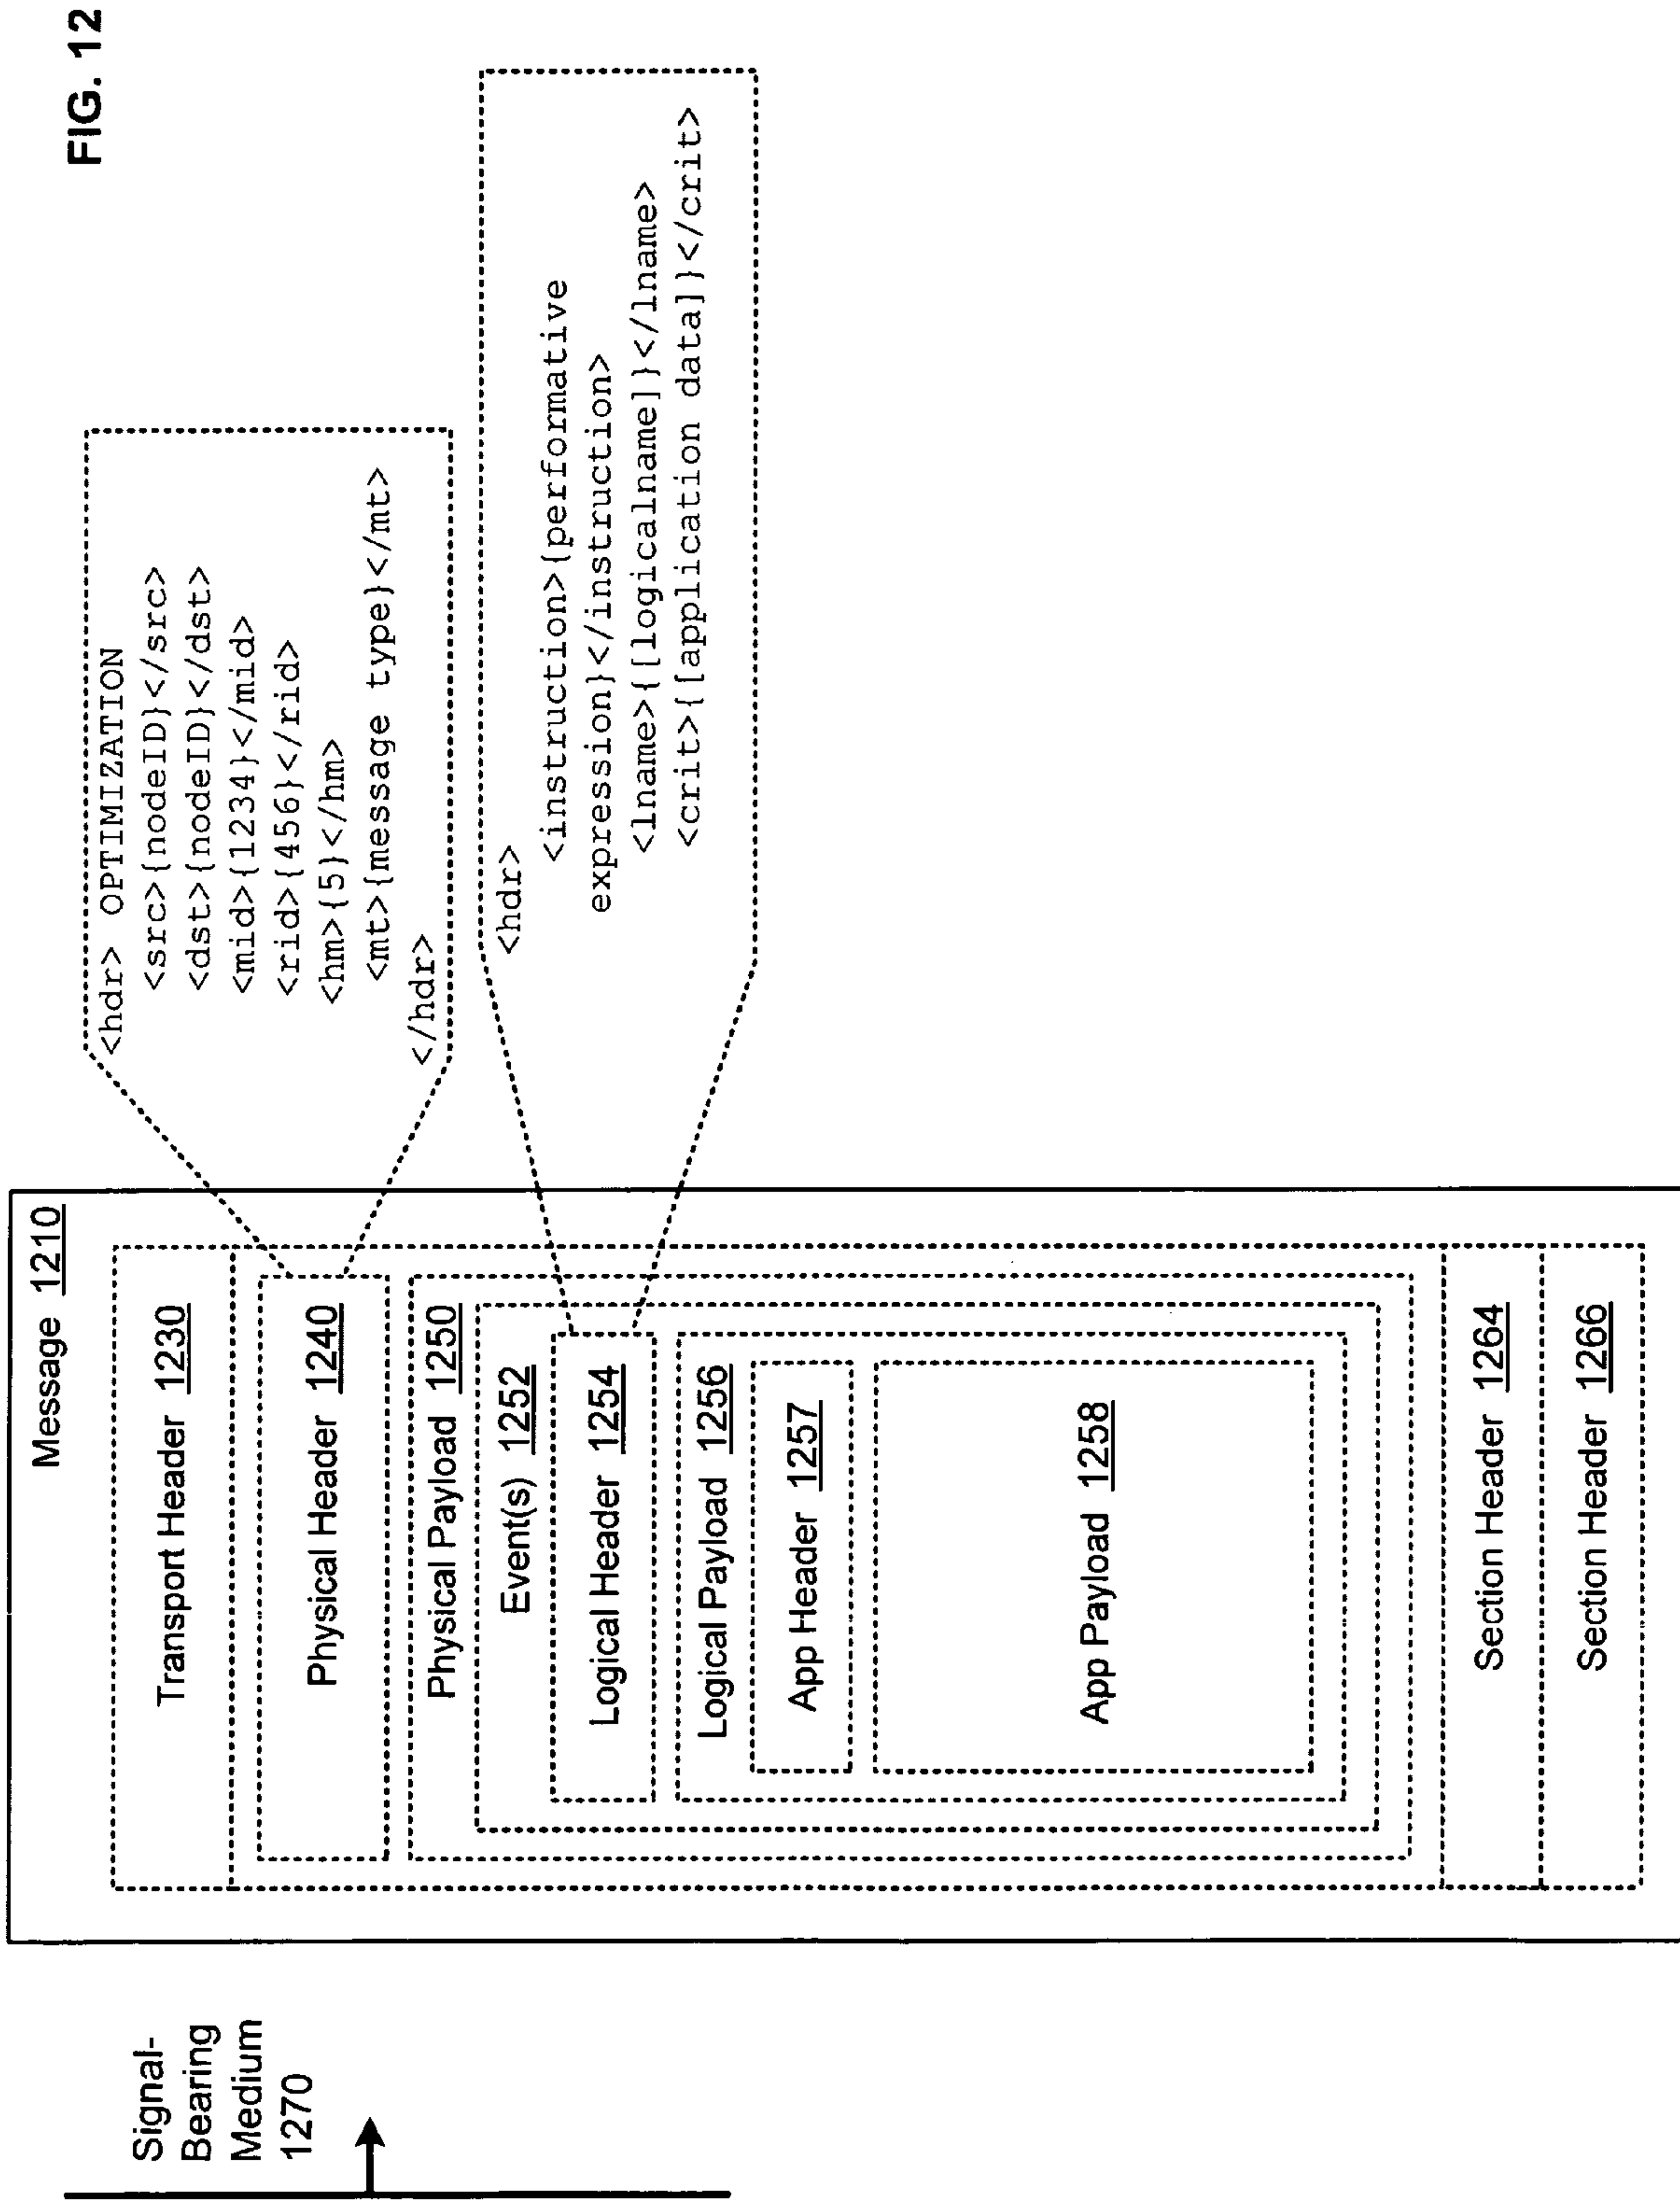 FIG. 12
Signal-
Bearing
Medium
1270
Message 1210
Transport Header 1230
Physical Header 1240
Physical Payload 1250
Event(s) 1252
Logical Header 1254
Logical Payload 1256
App Header 1257
App Payload 1258
Section Header 1264
Section Header 1266
<hdr> OPTIMIZATION
<src>{nodeID}</src>
<dst>{nodeID}</dst>
<mid>{1234}</mid>
<rid>{456}</rid>
<hm>{5}</hm>
<mt>{message type}</mt>
</hdr>
<hdr>
<instruction>{performative
expression}</instruction>
<lname>{[logicalname]}</lname>
<crit>{[application data]}</crit>